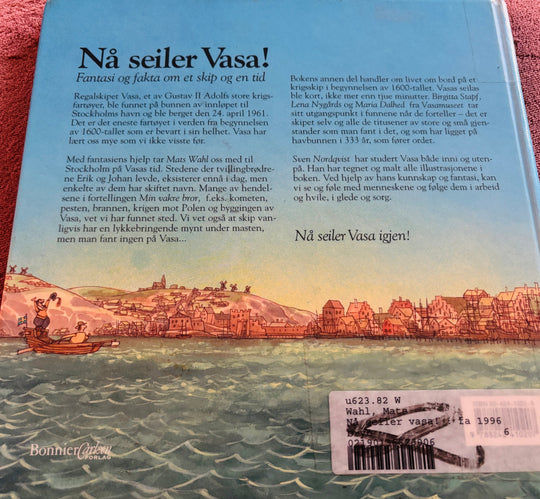 Nå seiler Vasa!
Fantasi og fakta om et skip og en tid
Regalskipet Vasa, et av Gustav II Adolfs store krigs-
fartøyer, ble funnet på bunnen av innløpet til
Stockholms havn og ble berget den 24. april 1961.
Det er det eneste fartøyet i verden fra begynnelsen
av 1600-tallet som er bevart i sin helhet. Vasa har
lært oss mye som vi ikke visste før.
Med fantasiens hjelp tar Mats Wahl oss med til
Stockholm på Vasas tid. Stedene der tvillingbrødre-
ne Erik og Johan levde, eksisterer ennå i dag, men
enkelte av dem har skiftet navn. Mange av hendel-
sene i fortellingen Min vakre bror, f.eks. kometen,
pesten, brannen, krigen mot Polen og byggingen av
Vasa, vet vi har funnet sted. Vi vet også at skip van-
ligvis har en lykkebringende mynt under masten,
men man fant ingen på Vasa...
Bokens annen del handler om livet om bord på et
krigsskip i begynnelsen av 1600-tallet. Vasas seilas
ble kort, ikke mer enn tjue minutter. Birgitta Stapf,
Lena Nygårds og Maria Dalhed fra Vasamuseet tar
sitt utgangspunkt i funnene når de forteller – det er
skipet selv og alle de titusener av store og små gjen-
stander som man fant i det, og som har ligget på
havbunnen i 333 år, som fører ordet.
Sven Nordqvist har studert Vasa både inni og uten-
på. Han har tegnet og malt alle illustrasjonene i
boken. Ved hjelp av hans kunnskap og fantasi, kan
vi se og føle med menneskene og følge dem i arbeid
og hvile, i glede og sorg.
Nå seiler Vasa igjen!
u623.82 W
Wahl, Mats
Nå seiler vasa! fa 1996
6
Bonnier Carlsen
FORLAG